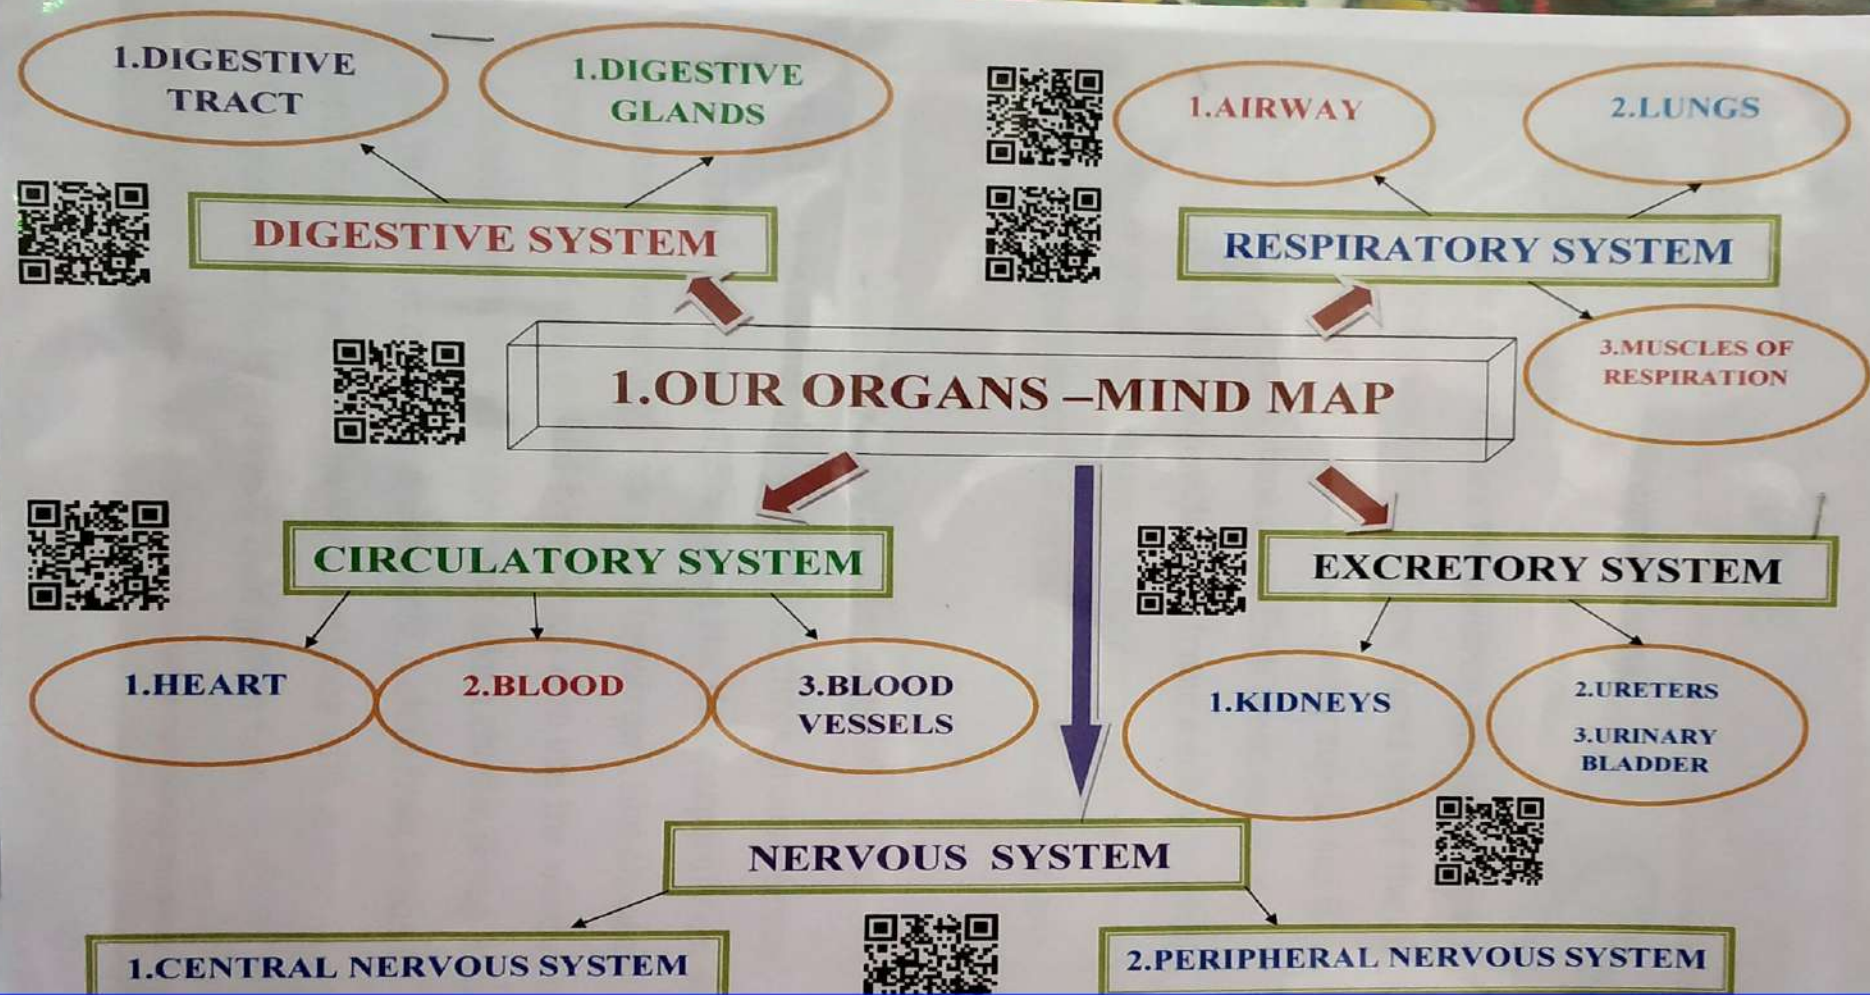 1.DIGESTIVE
TRACT
1.DIGESTIVE
GLANDS
1.AIRWAY
2.LUNGS
DIGESTIVE SYSTEM
RESPIRATORY SYSTEM
3.MUSCLES OF
RESPIRATION
1.OUR ORGANS –MIND MAP
CIRCULATORY SYSTEM
EXCRETORY SYSTEM
1.HEART
2.BLOOD
3.BLOOD
VESSELS
1.KIDNEYS
2.URETERS
3.URINARY
BLADDER
NERVOUS SYSTEM
1.CENTRAL NERVOUS SYSTEM
2.PERIPHERAL NERVOUS SYSTEM